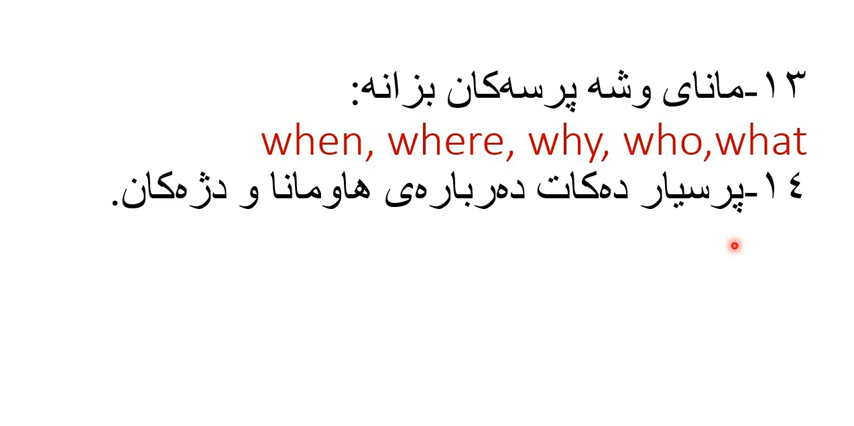 ١٣-مانای وشە پرسەکان بزانە:
when, where, why, who,what
١٤-پرسیار دەکات دەربارەی هاومانا و دژەکان.